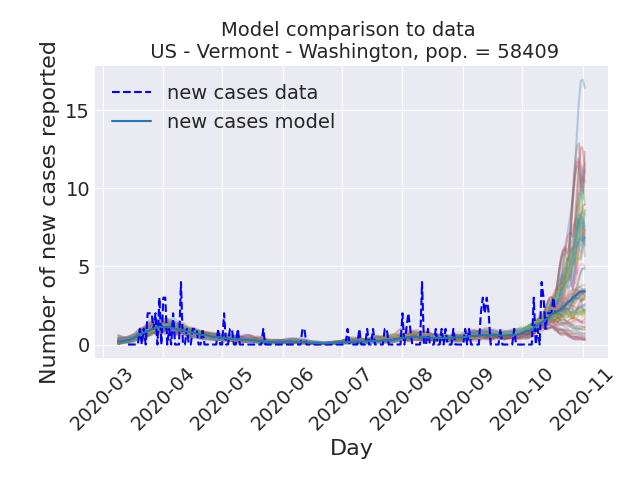 Model comparison to data
US - Vermont - Washington, pop. = 58409
Number of new cases reported
new cases data
new cases model
15
10
5
0
2020-03
2020-04
2020-05
2020-06
2020-07
2020-08
2020-09
2020-10
2020-11
Day